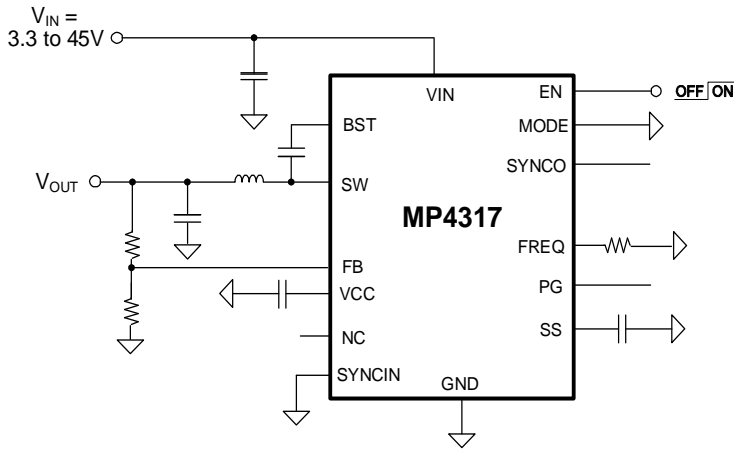 V_IN =
3.3 to 45V
VIN
EN
OFF ON
BST
MODE
SYNCO
V_OUT
SW
MP4317
FREQ
FB
VCC
PG
NC
SS
SYNCIN
GND